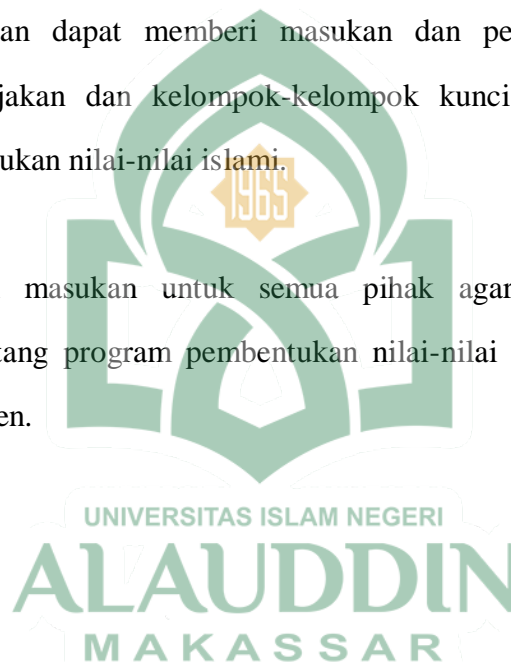 an dapat memberi masukan dan pe
jakan dan kelompok-kelompok kunci
ukan nilai-nilai islami.
1965
masukan untuk semua pihak agar
tang program pembentukan nilai-nilai
en.
UNIVERSITAS ISLAM NEGERI
ALAUDDIN
MAKASSAR